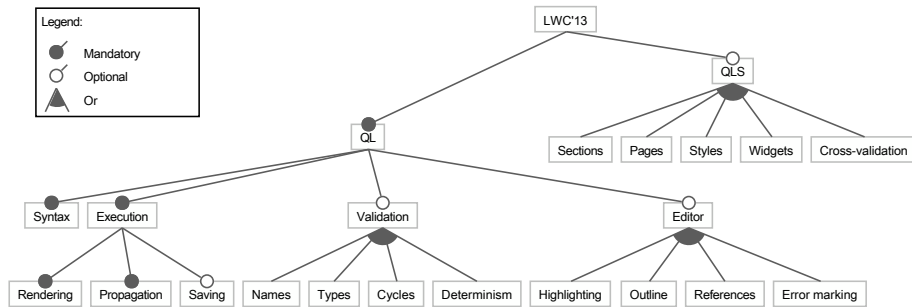 Legend:
Mandatory
Optional
Or
LWC'13
QLS
QL
Sections Pages Styles Widgets Cross-validation
Syntax Execution Validation Editor
Rendering Propagation Saving Names Types Cycles Determinism Highlighting Outline References Error marking